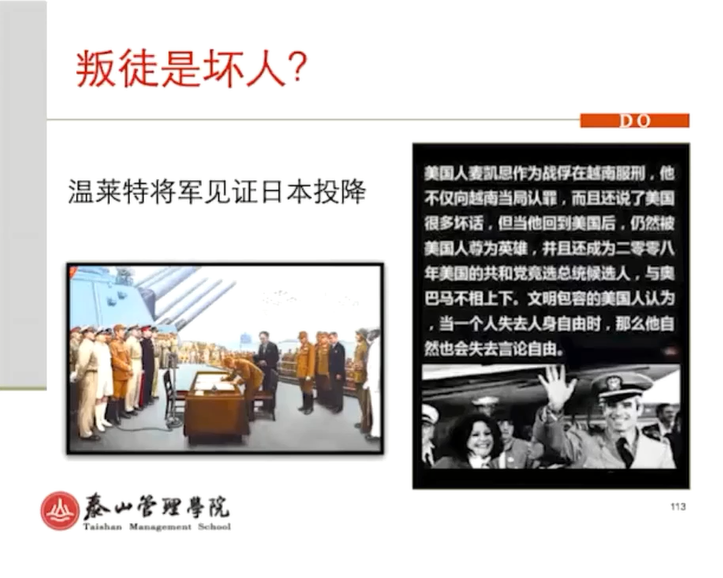 叛徒是坏人?
DO
温莱特将军见证日本投降
美国人麦凯恩作为战俘在越南服刑，他
不仅向越南当局认罪，而且还说了美国
很多坏话，但当他回到美国后，仍然被
美国人尊为英雄，并且还成为二零零八
年美国的共和党竞选总统候选人，与奥
巴马不相上下。文明包容的美国人认为
，当一个人失去人身自由时，那么他自
然也会失去言论自由。
泰山管理學院
Taishan Management School
113